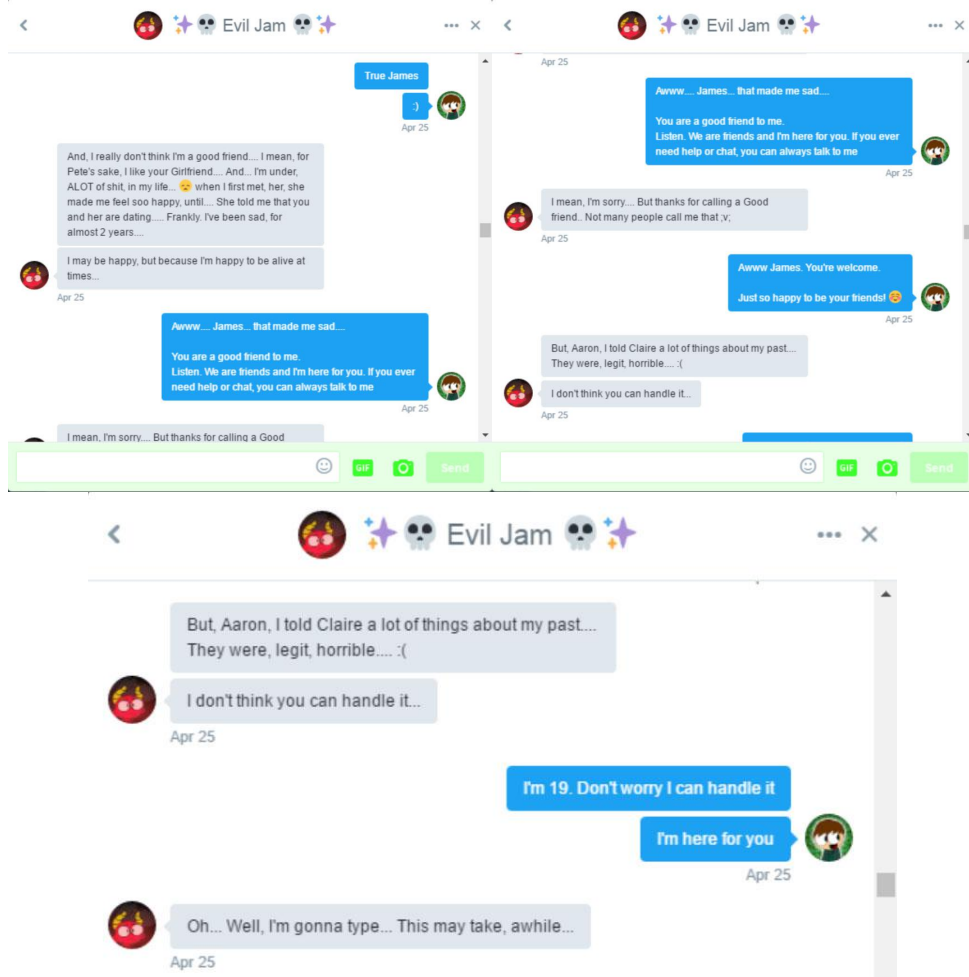 ✨💀 Evil Jam 💀✨
True James
:)
Apr 25
And, I really don't think I'm a good friend.... I mean, for
Pete's sake, I like your Girlfriend.... And... I'm under,
ALOT of shit, in my life... 😞 when I first met, her, she
made me feel soo happy, until.... She told me that you
and her are dating..... Frankly. I've been sad, for
almost 2 years....
I may be happy, but because I'm happy to be alive at
times...
Apr 25
Awww.... James... that made me sad....
You are a good friend to me.
Listen. We are friends and I'm here for you. If you ever
need help or chat, you can always talk to me
Apr 25
I mean, I'm sorry.... But thanks for calling a Good
GIF
Send
✨💀 Evil Jam 💀✨
Apr 25
Awww.... James... that made me sad....
You are a good friend to me.
Listen. We are friends and I'm here for you. If you ever
need help or chat, you can always talk to me
Apr 25
I mean, I'm sorry.... But thanks for calling a Good
friend.. Not many people call me that ;v;
Apr 25
Awww James. You're welcome.
Just so happy to be your friends! ☺️
Apr 25
But, Aaron, I told Claire a lot of things about my past....
They were, legit, horrible.... :(
I don't think you can handle it...
Apr 25
GIF
Send
✨💀 Evil Jam 💀✨
But, Aaron, I told Claire a lot of things about my past....
They were, legit, horrible.... :(
I don't think you can handle it...
Apr 25
I'm 19. Don't worry I can handle it
I'm here for you
Apr 25
Oh... Well, I'm gonna type... This may take, awhile...
Apr 25